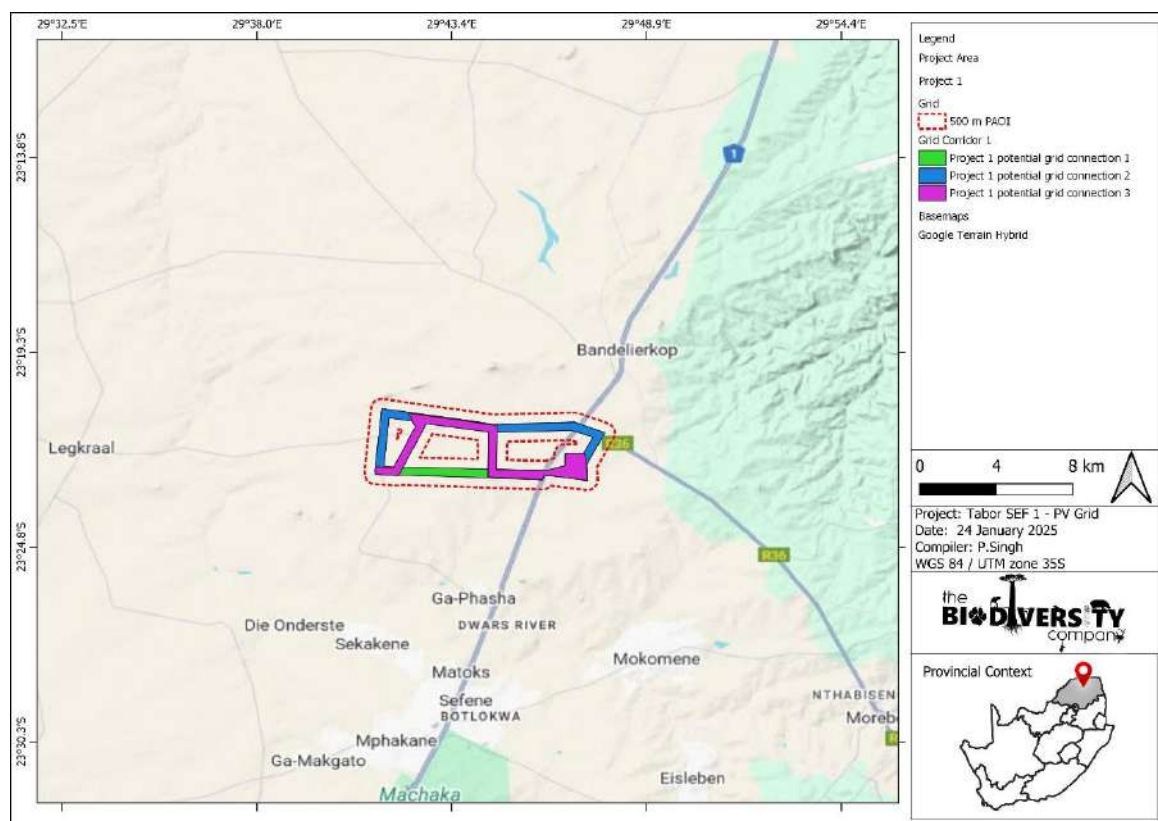 29°32.5'E 29°38.0'E 29°43.4'E 29°48.9'E 29°54.4'E
23°13.8'S
23°19.3'S
23°24.8'S
23°30.3'S
1
Bandelierkop
R36
Legkraal
R36
Ga-Phasha
DWARS RIVER
Die Onderste
Sekakene
Mokomene
Matoks
Sefene
BOTLOKWA
NTHABISEN
Moreb
Mphakane
Ga-Makgato
Eisleben
Machaka
Legend
Project Area
Project 1
Grid
500 m PAOI
Grid Corridor 1
Project 1 potential grid connection 1
Project 1 potential grid connection 2
Project 1 potential grid connection 3
Basemaps
Google Terrain Hybrid
0 4 8 km
Project: Tabor SEF 1 - PV Grid
Date: 24 January 2025
Compiler: P.Singh
WGS 84 / UTM zone 35S
the
BIODIVERSITY
company
Provincial Context